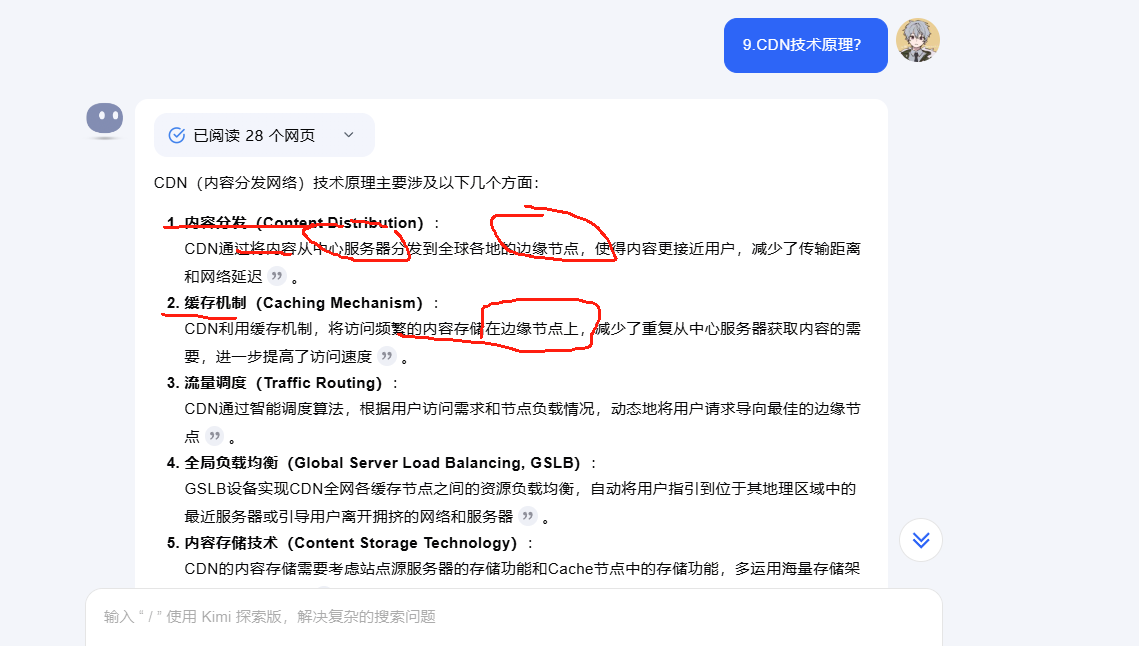 9.CDN技术原理?
已阅读 28 个网页
CDN（内容分发网络）技术原理主要涉及以下几个方面：
1. 内容分发（Content Distribution）：
CDN通过将内容从中心服务器分发到全球各地的边缘节点，使得内容更接近用户，减少了传输距离
和网络延迟 ” 。
2. 缓存机制（Caching Mechanism）：
CDN利用缓存机制，将访问频繁的内容存储在边缘节点上，减少了重复从中心服务器获取内容的需
要，进一步提高了访问速度 ” 。
3. 流量调度（Traffic Routing）：
CDN通过智能调度算法，根据用户访问需求和节点负载情况，动态地将用户请求导向最佳的边缘节
点 ” 。
4. 全局负载均衡（Global Server Load Balancing, GSLB）：
GSLB设备实现CDN全网各缓存节点之间的资源负载均衡，自动将用户指引到位于其地理区域中的
最近服务器或引导用户离开拥挤的网络和服务器 ” 。
5. 内容存储技术（Content Storage Technology）：
CDN的内容存储需要考虑站点源服务器的存储功能和Cache节点中的存储功能，多运用海量存储架
输入 “ / ” 使用 Kimi 探索版，解决复杂的搜索问题